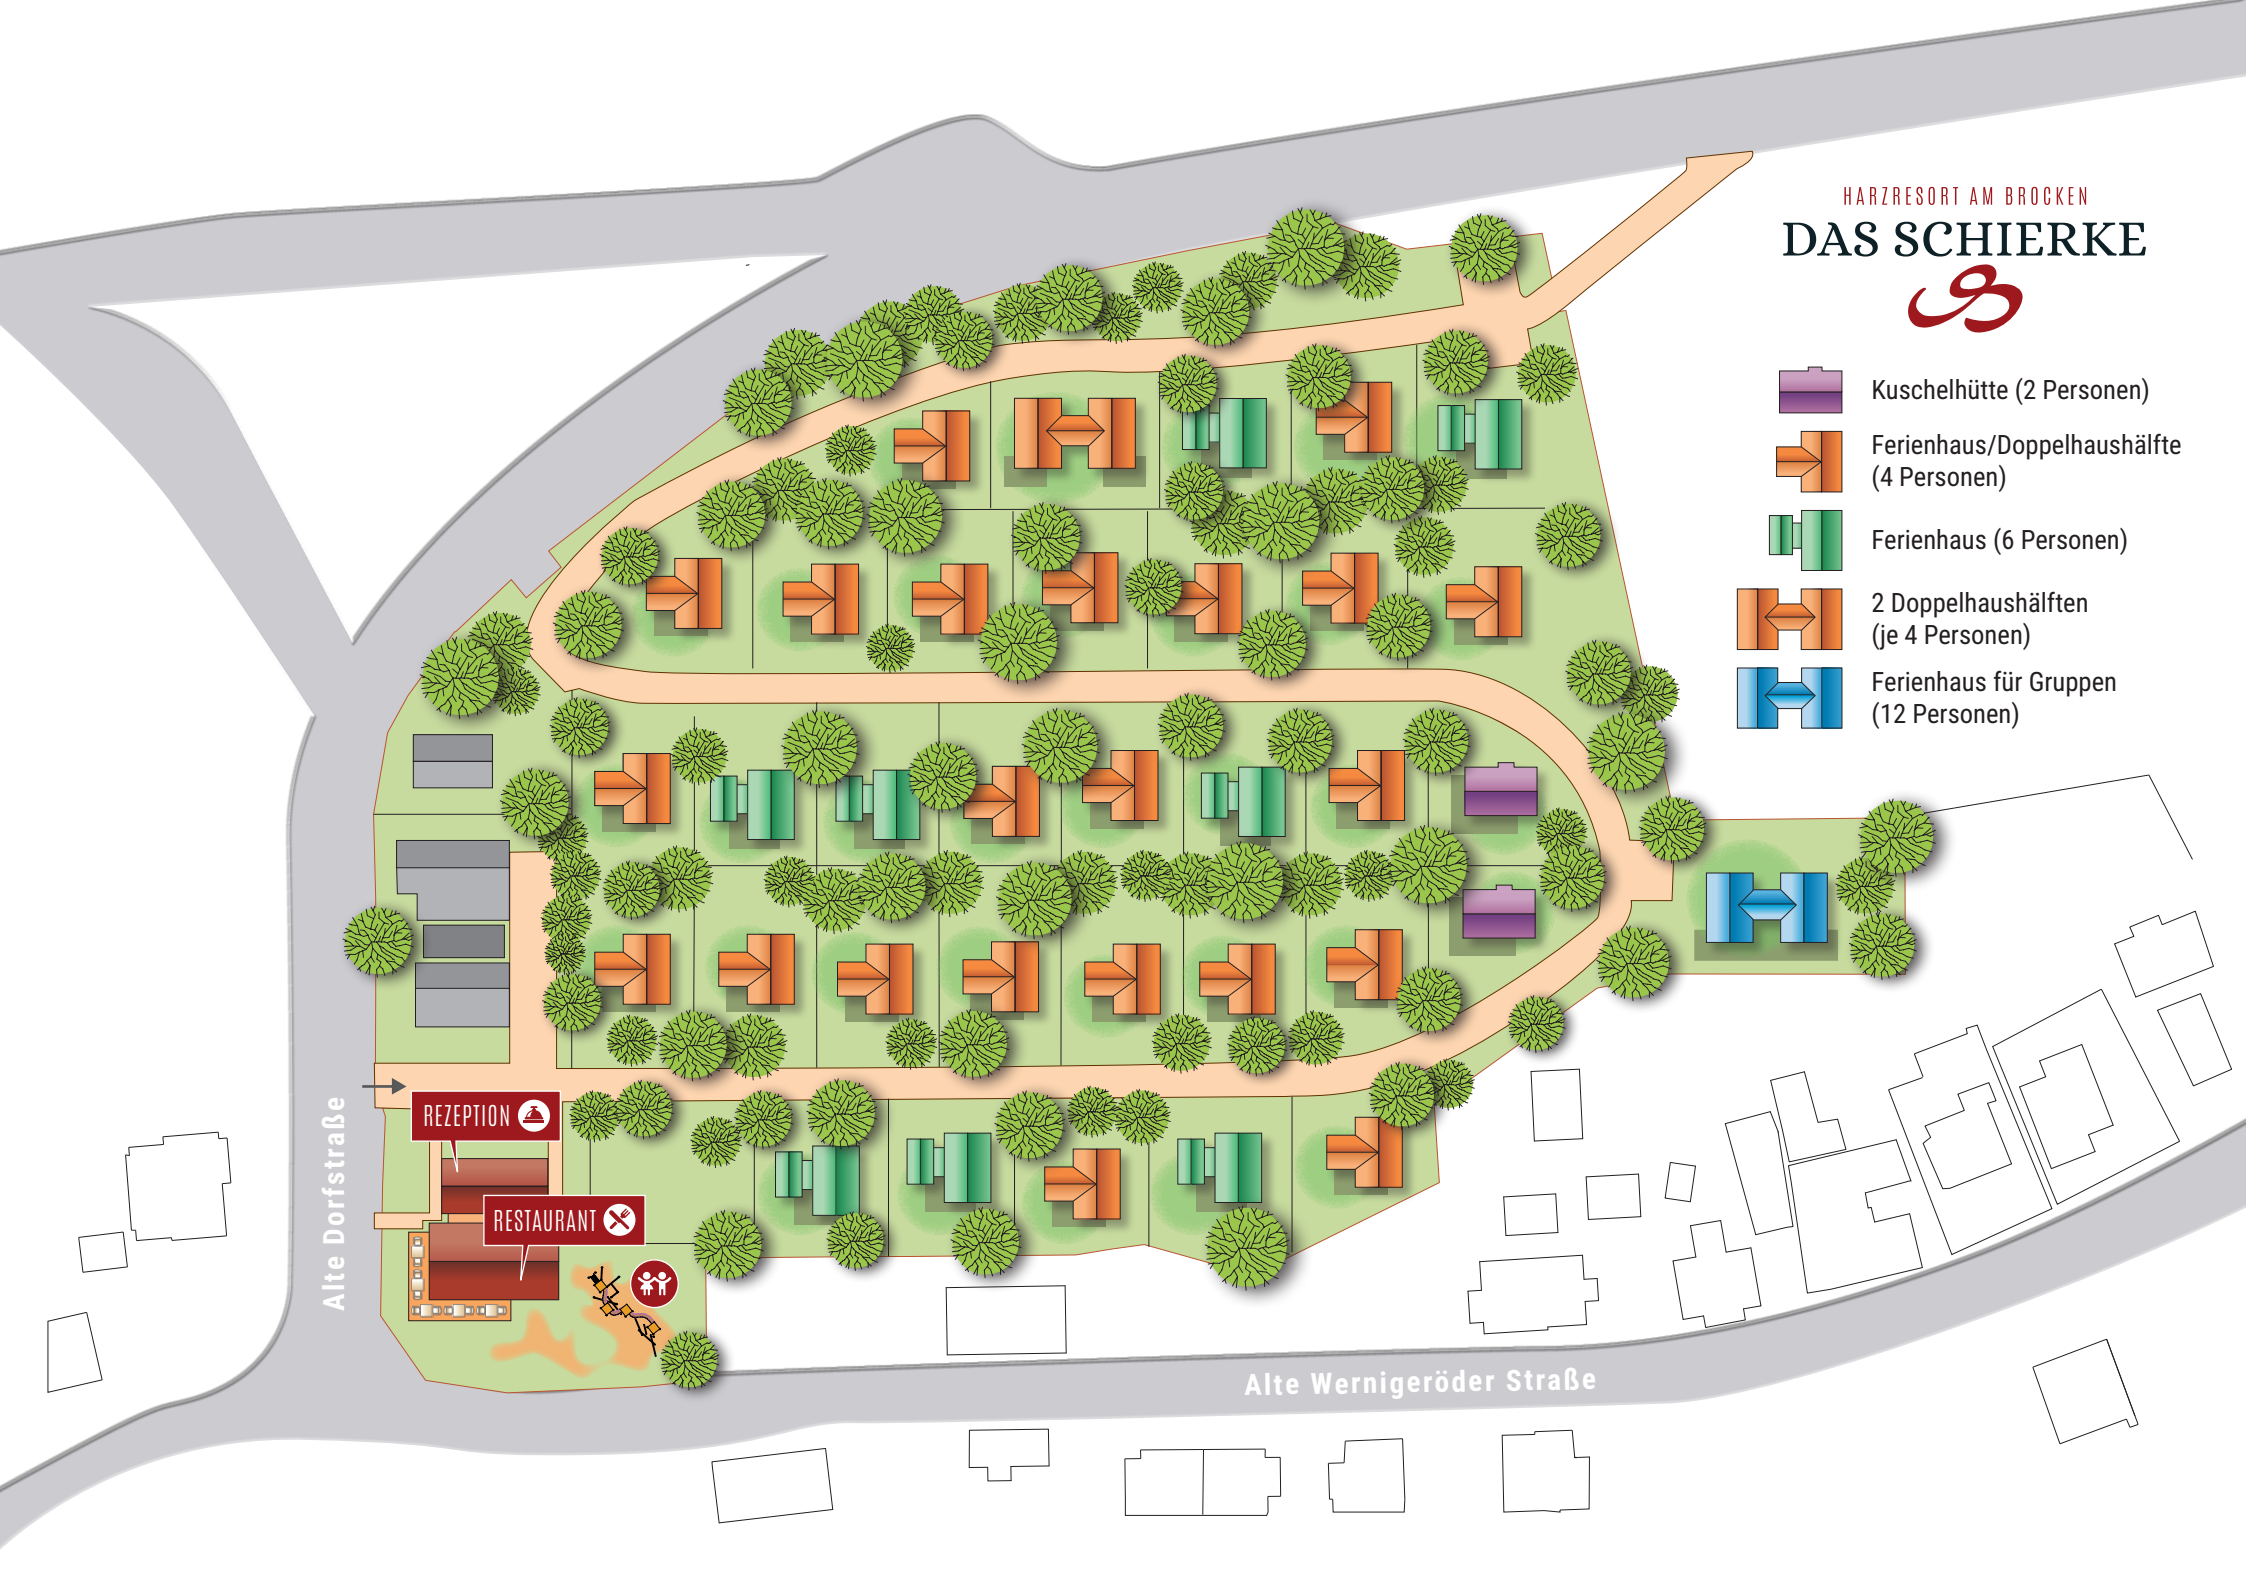 HARZRESORT AM BROCKEN
DAS SCHIERKE
Kuschelhütte (2 Personen)
Ferienhaus/Doppelhaushälfte
(4 Personen)
Ferienhaus (6 Personen)
2 Doppelhaushälften
(je 4 Personen)
Ferienhaus für Gruppen
(12 Personen)
REZEPTION
RESTAURANT
Alte Dorfstraße
Alte Wernigeröder Straße